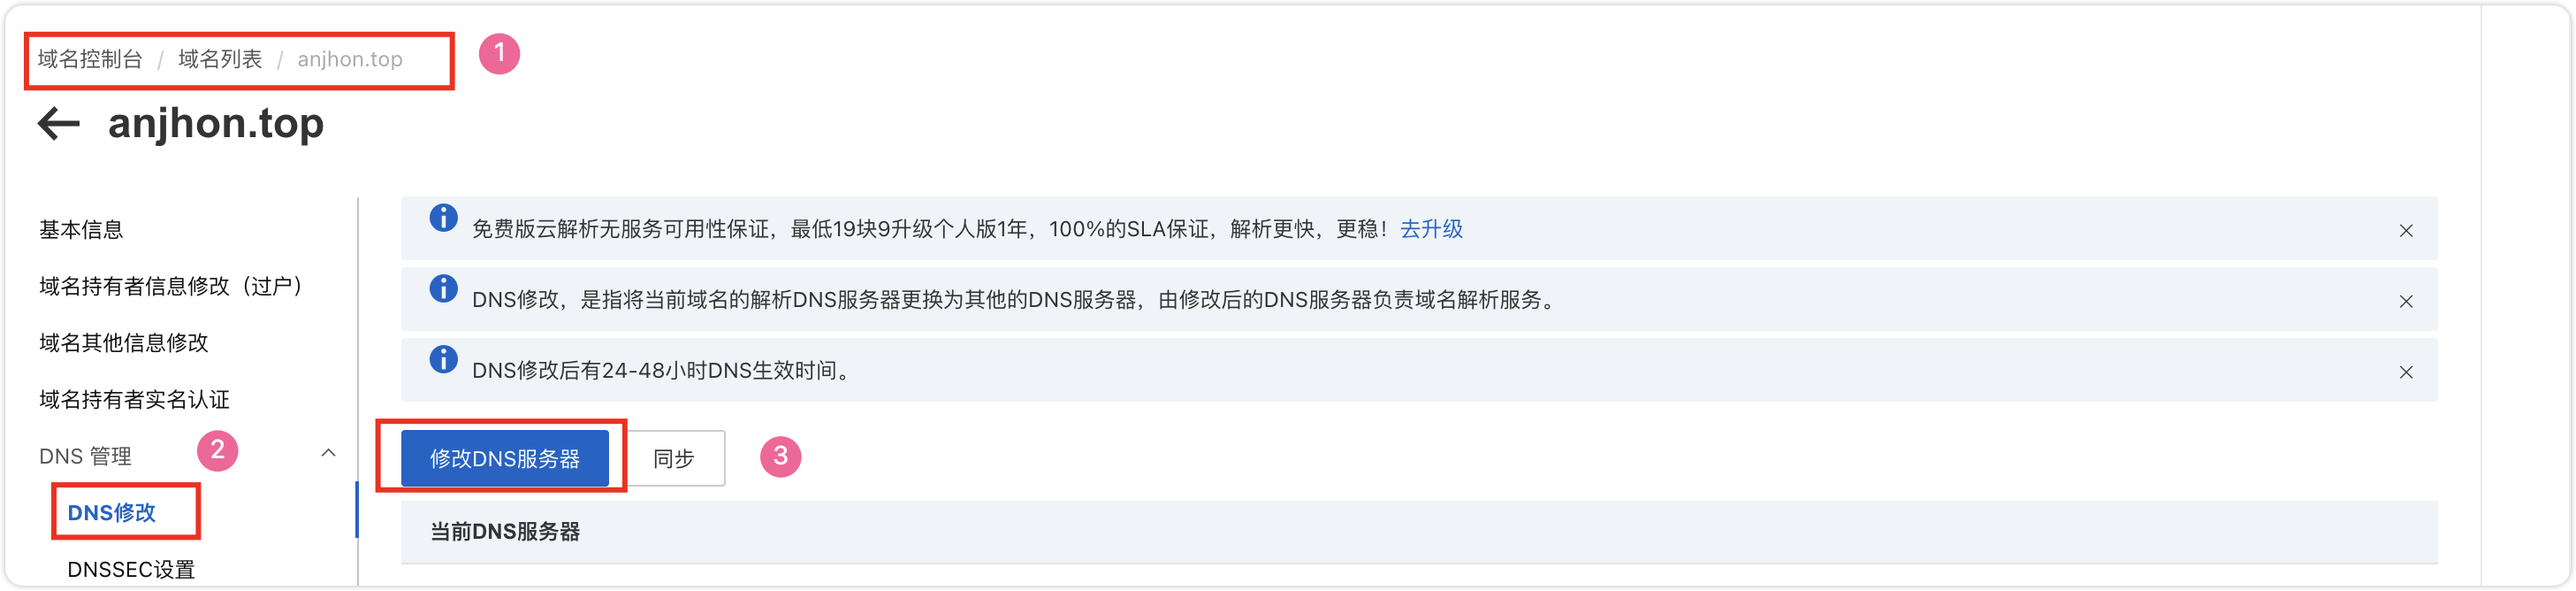 域名控制台 / 域名列表 / anjhon.top
1
← anjhon.top
基本信息
域名持有者信息修改（过户）
域名其他信息修改
域名持有者实名认证
DNS 管理
2
DNS修改
DNSSEC设置
免费版云解析无服务可用性保证，最低19块9升级个人版1年，100%的SLA保证，解析更快，更稳！去升级
DNS修改，是指将当前域名的解析DNS服务器更换为其他的DNS服务器，由修改后的DNS服务器负责域名解析服务。
DNS修改后有24-48小时DNS生效时间。
修改DNS服务器
同步
3
当前DNS服务器